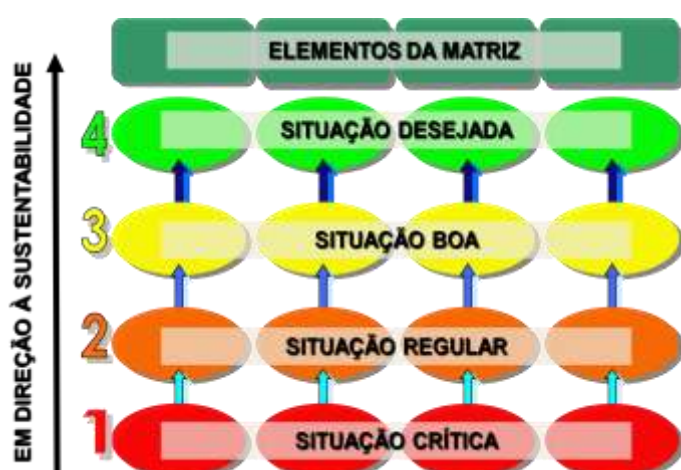 ELEMENTOS DA MATRIZ
4
SITUAÇÃO DESEJADA
3
SITUAÇÃO BOA
2
SITUAÇÃO REGULAR
1
SITUAÇÃO CRÍTICA
EM DIREÇÃO À SUSTENTABILIDADE